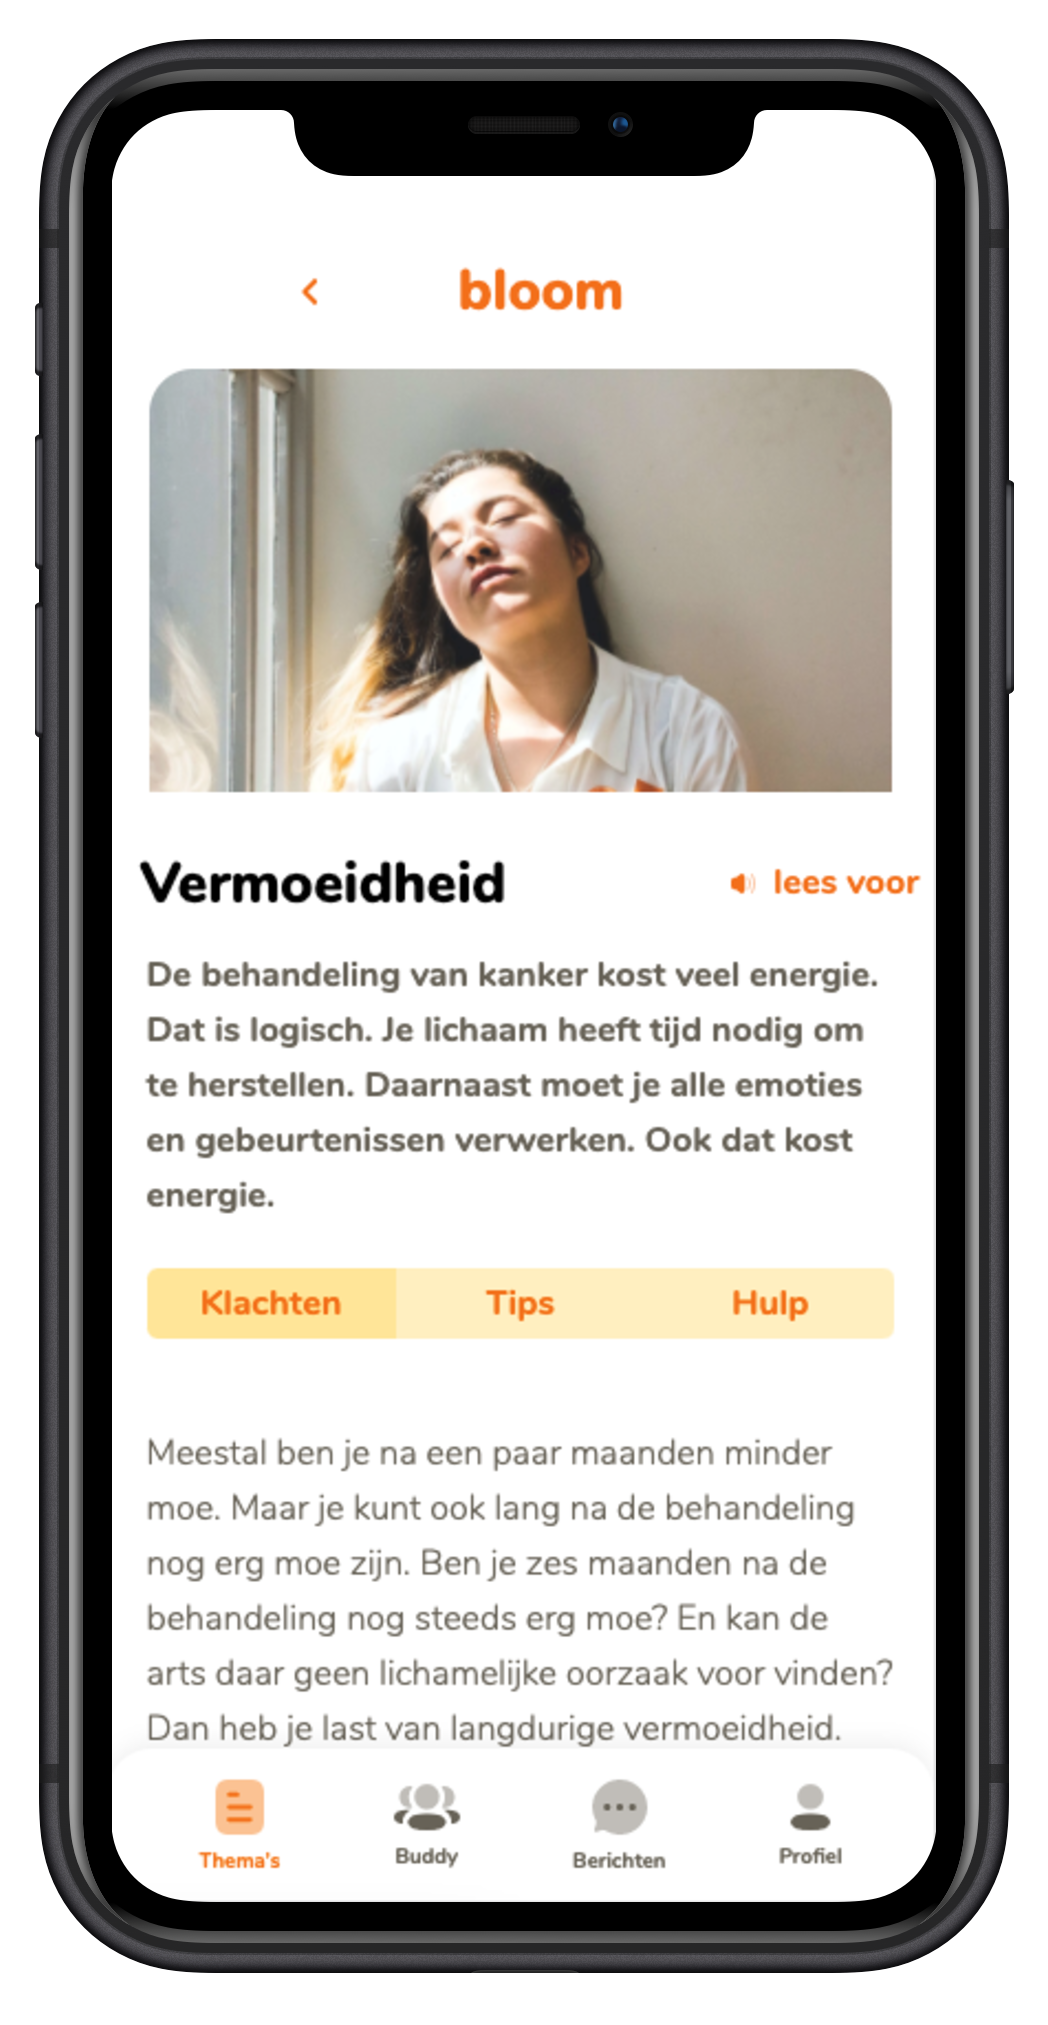 bloom
Vermoeidheid
lees voor
De behandeling van kanker kost veel energie.
Dat is logisch. Je lichaam heeft tijd nodig om
te herstellen. Daarnaast moet je alle emoties
en gebeurtenissen verwerken. Ook dat kost
energie.
Klachten Tips Hulp
Meestal ben je na een paar maanden minder
moe. Maar je kunt ook lang na de behandeling
nog erg moe zijn. Ben je zes maanden na de
behandeling nog steeds erg moe? En kan de
arts daar geen lichamelijke oorzaak voor vinden?
Dan heb je last van langdurige vermoeidheid.
Thema's Buddy Berichten Profiel